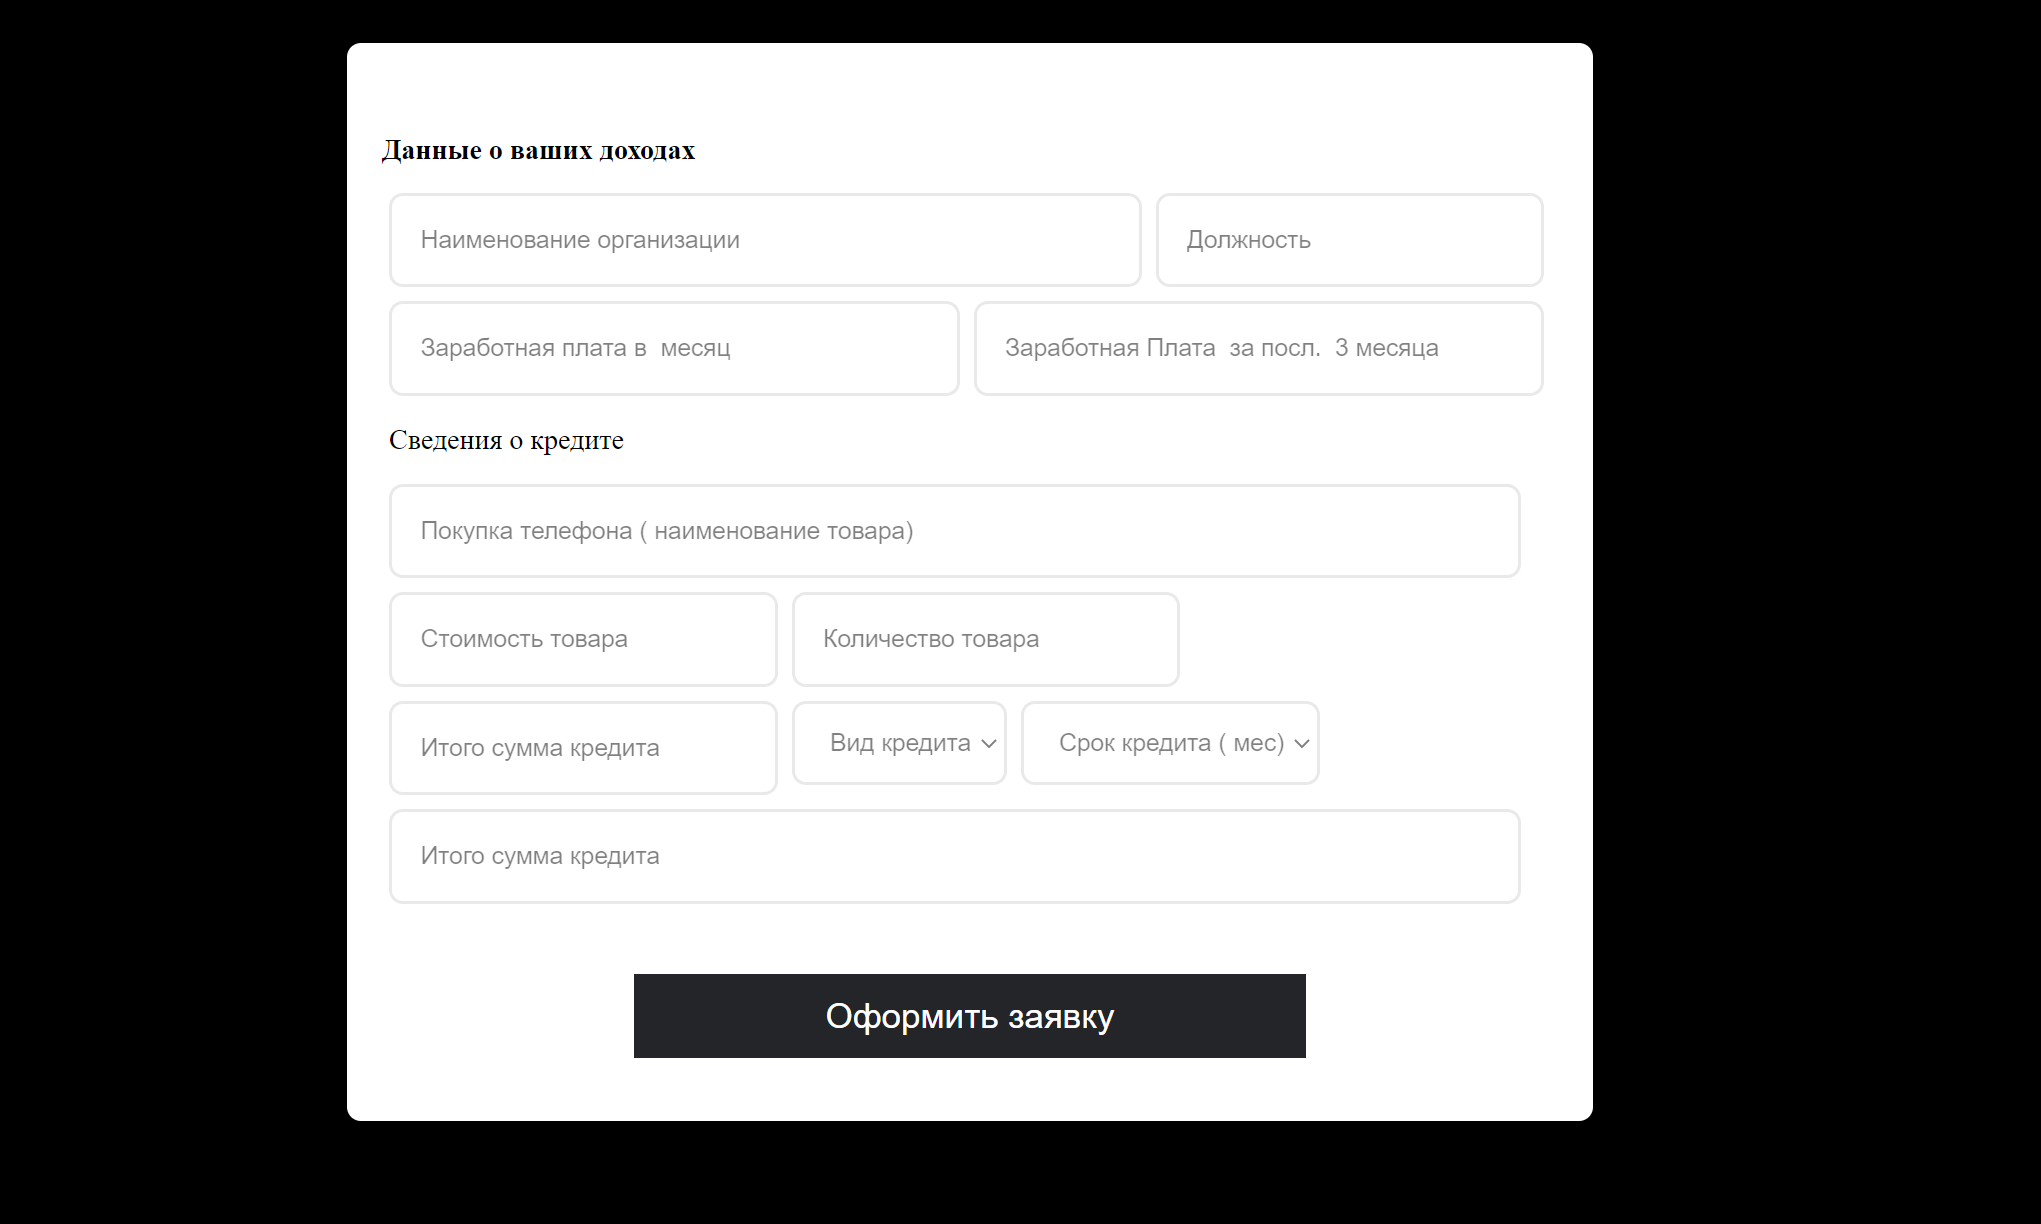 Данные о ваших доходах
Наименование организации Должность
Заработная плата в  месяц Заработная Плата  за посл.  3 месяца
Сведения о кредите
Покупка телефона ( наименование товара)
Стоимость товара Количество товара
Итого сумма кредита Вид кредита Срок кредита ( мес)
Итого сумма кредита
Оформить заявку